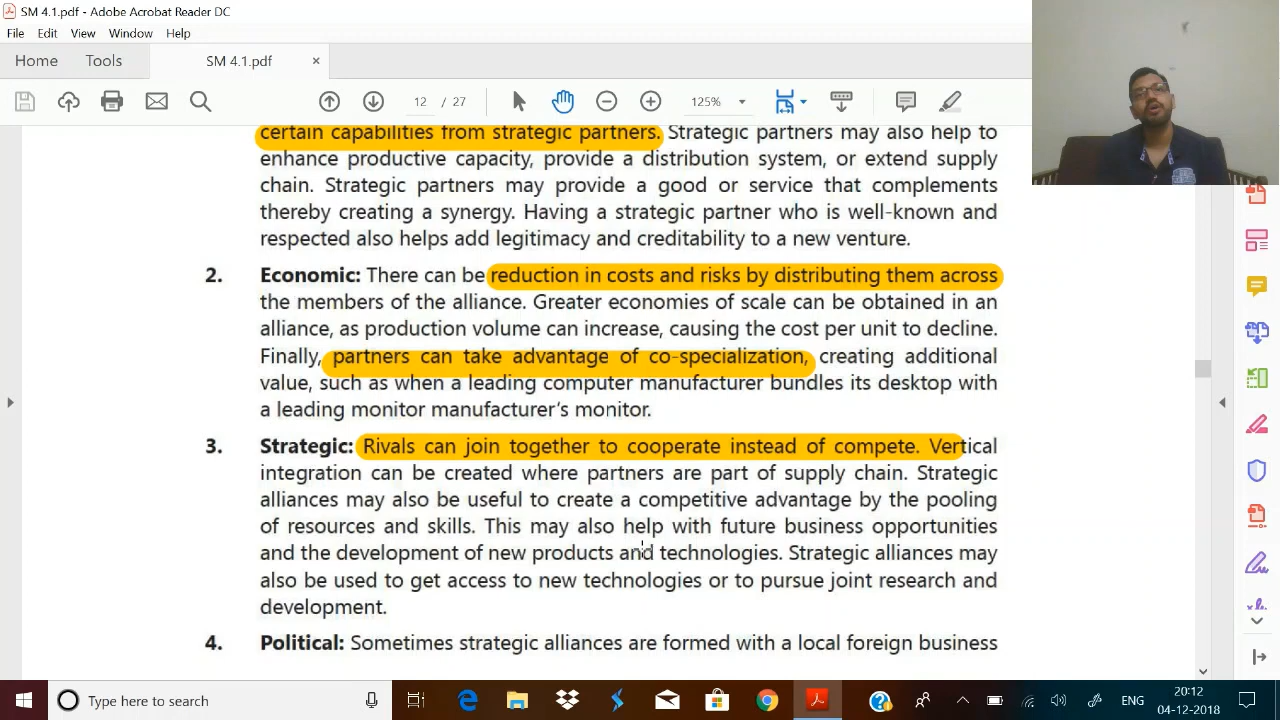 SM 4.1.pdf - Adobe Acrobat Reader DC
File Edit View Window Help
Home Tools SM 4.1.pdf ×
12 / 27 125%
certain capabilities from strategic partners. Strategic partners may also help to
enhance productive capacity, provide a distribution system, or extend supply
chain. Strategic partners may provide a good or service that complements
thereby creating a synergy. Having a strategic partner who is well-known and
respected also helps add legitimacy and creditability to a new venture.
2. Economic: There can be reduction in costs and risks by distributing them across
the members of the alliance. Greater economies of scale can be obtained in an
alliance, as production volume can increase, causing the cost per unit to decline.
Finally, partners can take advantage of co-specialization, creating additional
value, such as when a leading computer manufacturer bundles its desktop with
a leading monitor manufacturer's monitor.
3. Strategic: Rivals can join together to cooperate instead of compete. Vertical
integration can be created where partners are part of supply chain. Strategic
alliances may also be useful to create a competitive advantage by the pooling
of resources and skills. This may also help with future business opportunities
and the development of new products and technologies. Strategic alliances may
also be used to get access to new technologies or to pursue joint research and
development.
4. Political: Sometimes strategic alliances are formed with a local foreign business
Type here to search
ENG
20:12
04-12-2018